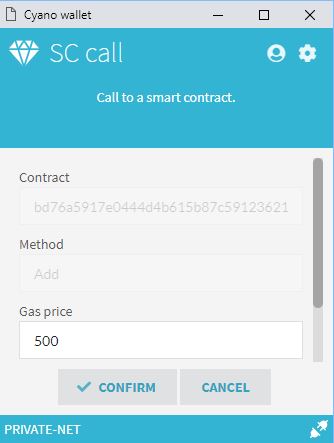 Cyano wallet
SC call
Call to a smart contract.
Contract
bd76a5917e0444d4b615b87c59123621
Method
Add
Gas price
500
CONFIRM
CANCEL
PRIVATE-NET